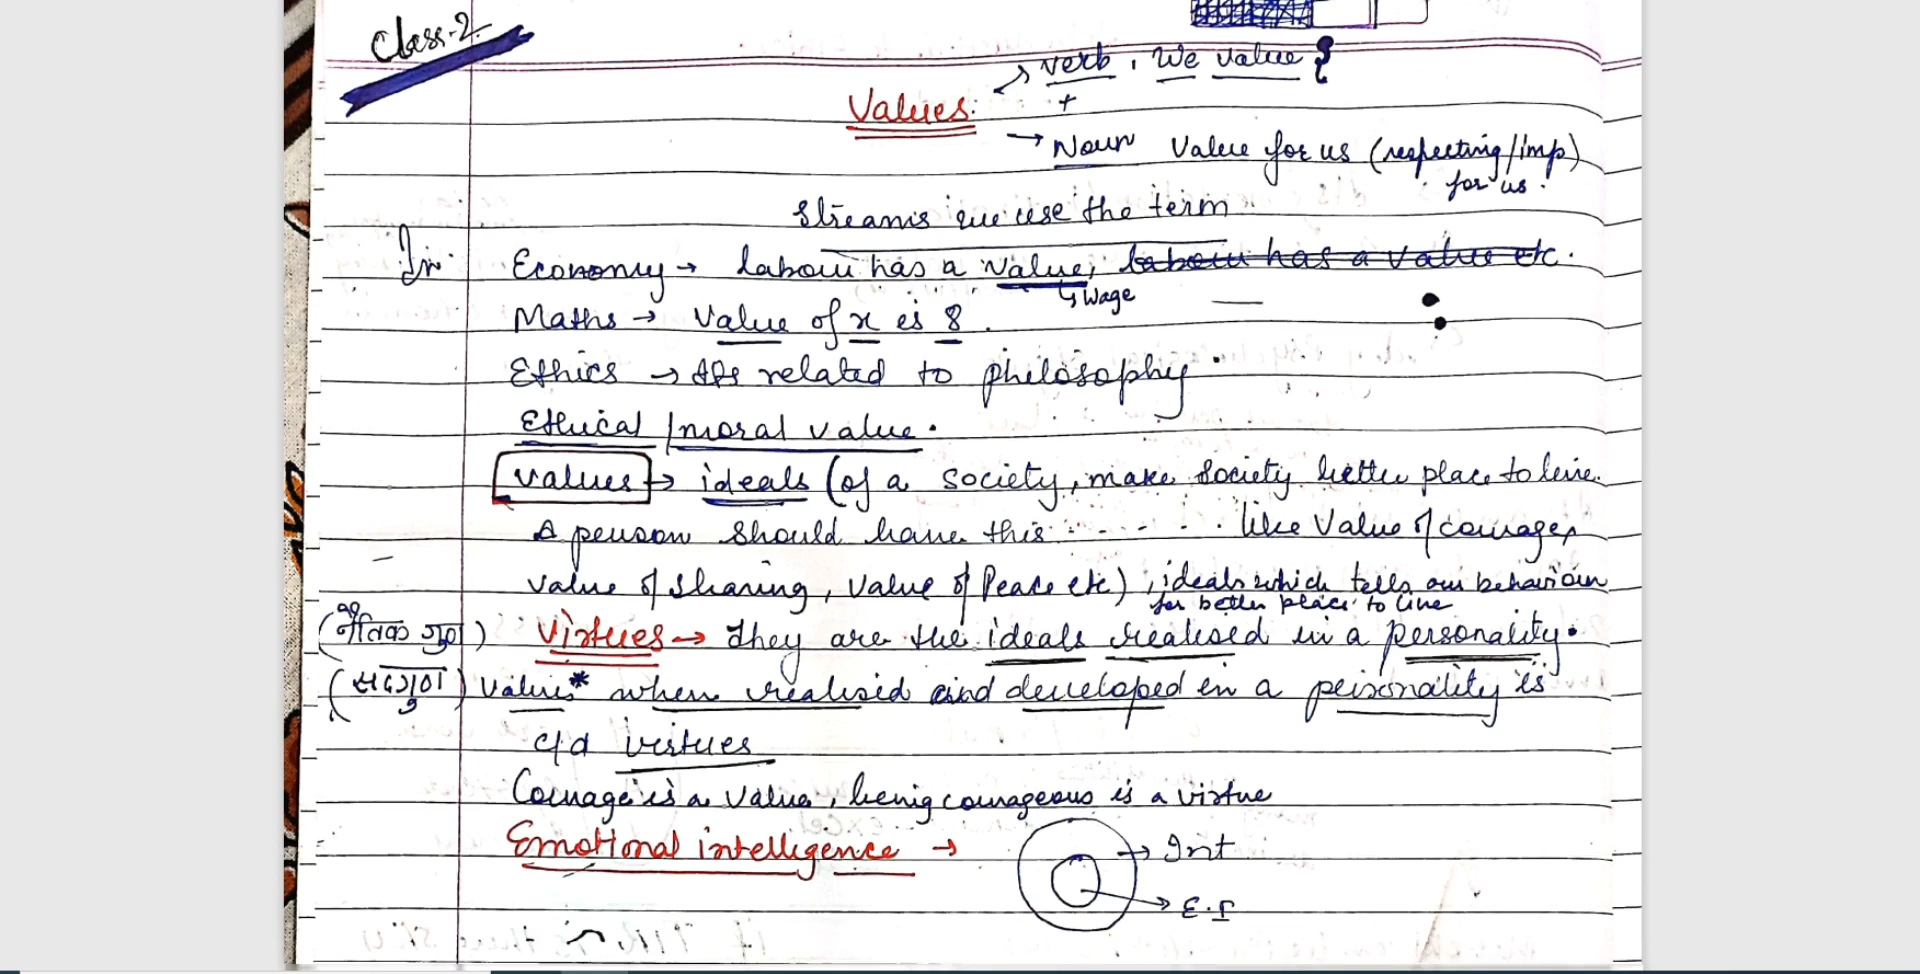 Class-2
→ verb, We value
Values: +
→ Noun Value for us (respecting/imp)
for us.
Streams we use the term
In Economy → labour has a value, labour has a value etc.
↳ wage
Maths → Value of x is 8.
Ethics → related to philosophy.
Ethical / moral value.
Values → ideals (of a society, make society better place to live.
A person should have this ..... like Value of courage,
value of sharing, Value of Peace etc), ideals which tells our behaviour
for better place to live
(नैतिक गुण) Virtues → They are the ideals realised in a personality.
(सदगुण) Values* when realised and developed in a personality is
c/d virtues
Courage is a value, being courageous is a virtue
Emotional intelligence → → Int
→ E.I